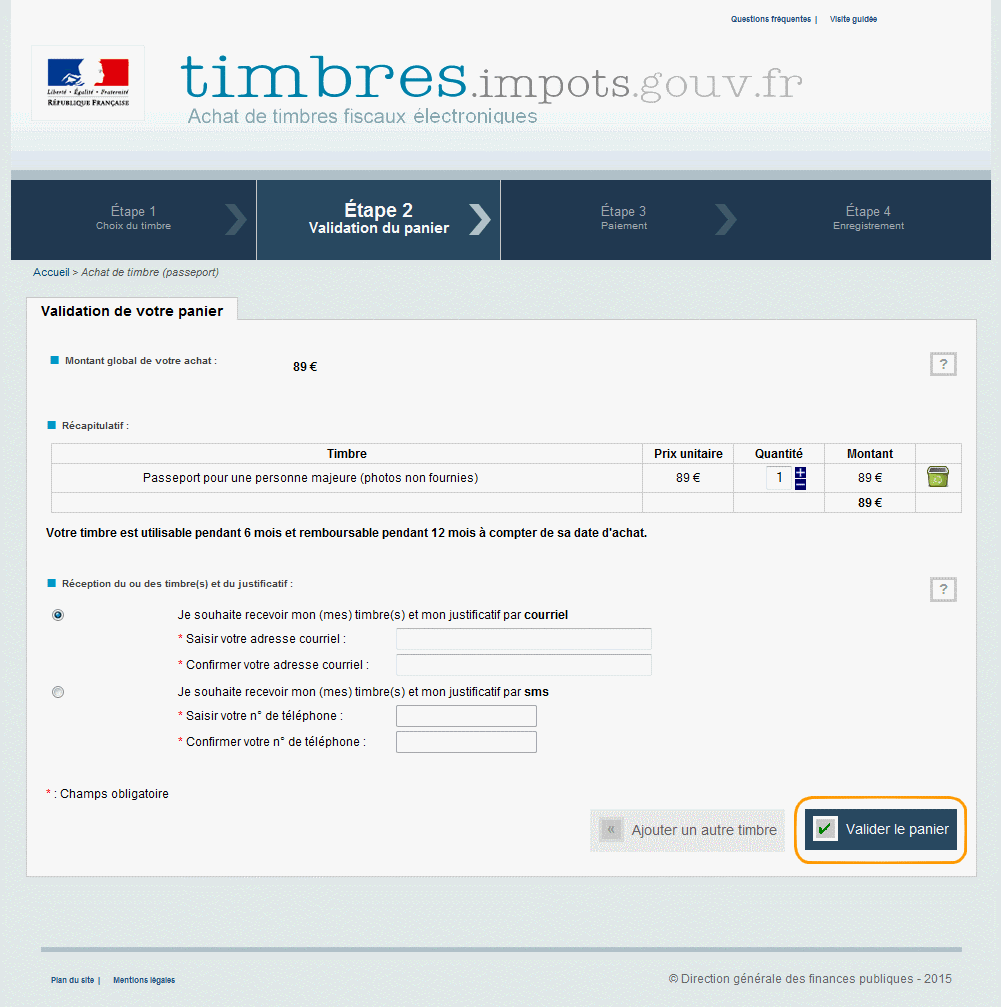 Questions fréquentes | Visite guidée
Liberté • Égalité • Fraternité
RÉPUBLIQUE FRANÇAISE
timbres.impots.gouv.fr
Achat de timbres fiscaux électroniques
Étape 1
Choix du timbre
Étape 2
Validation du panier
Étape 3
Paiement
Étape 4
Enregistrement
Accueil > Achat de timbre (passeport)
Validation de votre panier
Montant global de votre achat : 89 € ?
Récapitulatif :
Timbre Prix unitaire Quantité Montant
Passeport pour une personne majeure (photos non fournies) 89 € 1 + − 89 €
89 €
Votre timbre est utilisable pendant 6 mois et remboursable pendant 12 mois à compter de sa date d'achat.
Réception du ou des timbre(s) et du justificatif : ?
Je souhaite recevoir mon (mes) timbre(s) et mon justificatif par courriel
* Saisir votre adresse courriel :
* Confirmer votre adresse courriel :
Je souhaite recevoir mon (mes) timbre(s) et mon justificatif par sms
* Saisir votre n° de téléphone :
* Confirmer votre n° de téléphone :
* : Champs obligatoire
« Ajouter un autre timbre
Valider le panier
Plan du site | Mentions légales
© Direction générale des finances publiques - 2015